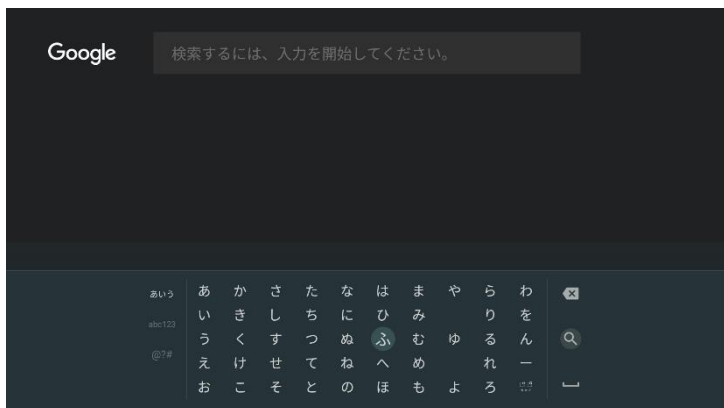 Google 検索するには、入力を開始してください。
あいう あ か さ た な は ま や ら わ
い き し ち に ひ み り を
abc123
う く す つ ぬ ふ む ゆ る ん
@?#
え け せ て ね へ め れ ー
お こ そ と の ほ も よ ろ